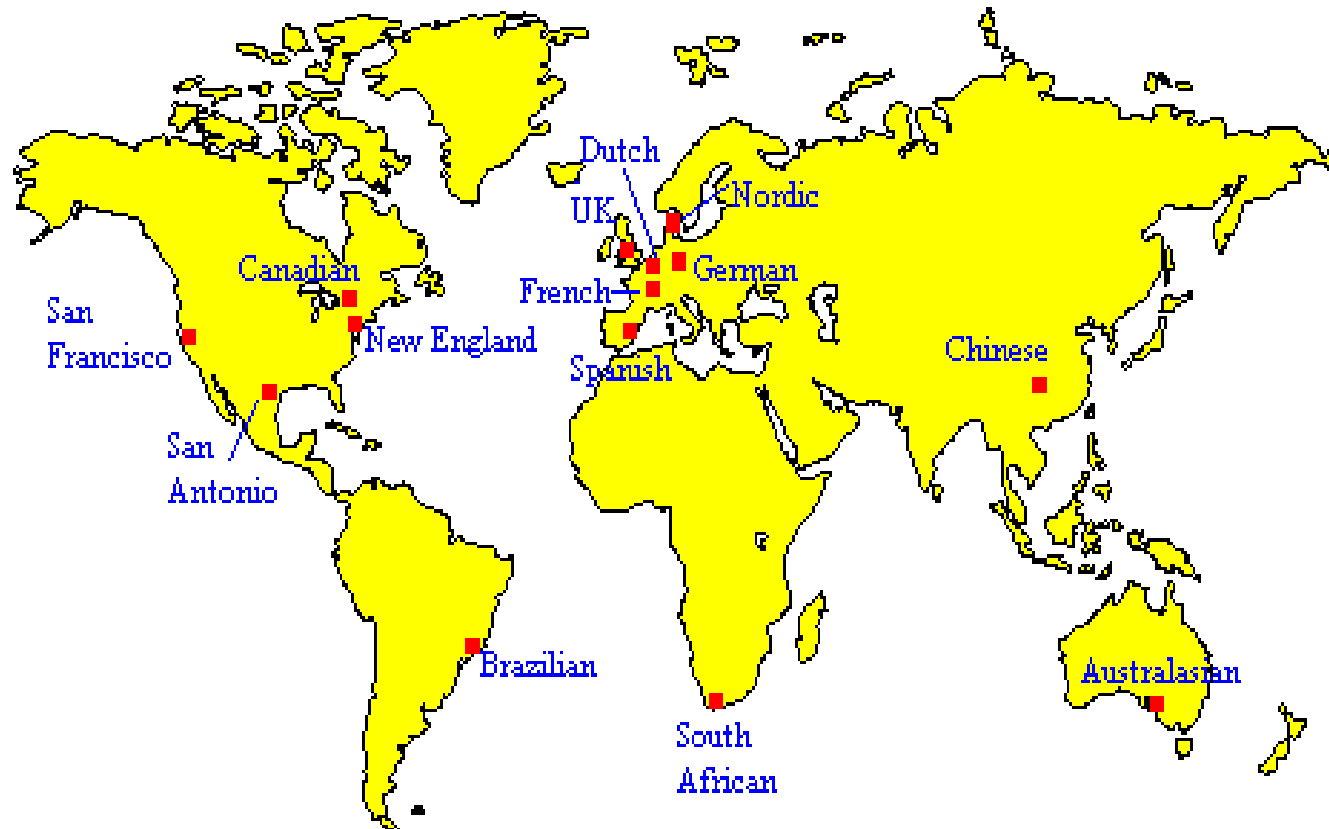 Dutch
Nordic
UK
Canadian
German
French
San
Francisco
New England
Chinese
Spanish
San
Antonio
Brazilian
Australasian
South
African